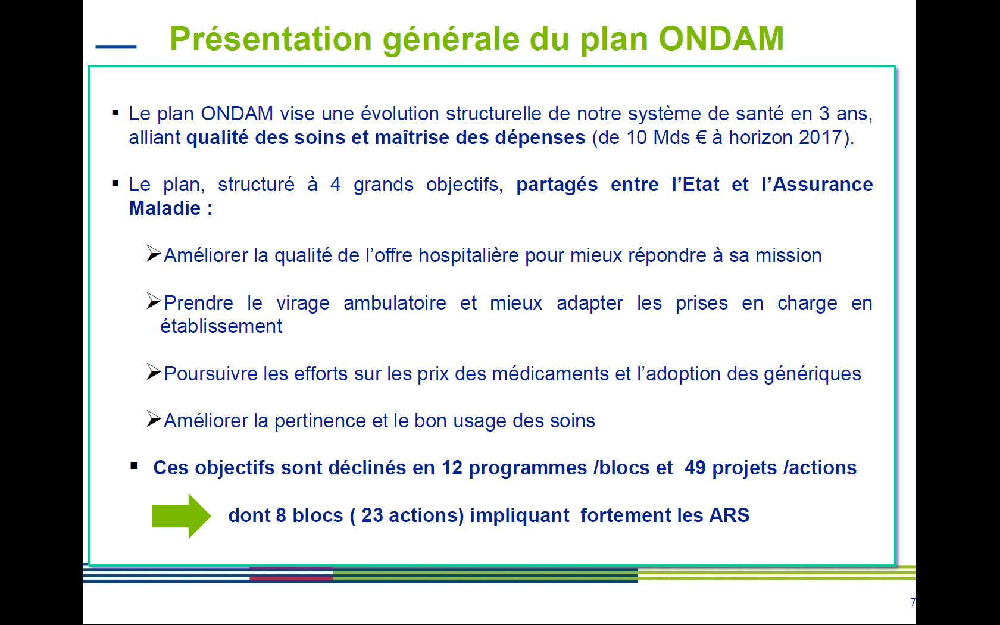 Présentation générale du plan ONDAM
▪ Le plan ONDAM vise une évolution structurelle de notre système de santé en 3 ans,
alliant qualité des soins et maîtrise des dépenses (de 10 Mds € à horizon 2017).
▪ Le plan, structuré à 4 grands objectifs, partagés entre l’Etat et l’Assurance
Maladie :
➢Améliorer la qualité de l’offre hospitalière pour mieux répondre à sa mission
➢Prendre le virage ambulatoire et mieux adapter les prises en charge en
établissement
➢Poursuivre les efforts sur les prix des médicaments et l’adoption des génériques
➢Améliorer la pertinence et le bon usage des soins
▪ Ces objectifs sont déclinés en 12 programmes /blocs et 49 projets /actions
dont 8 blocs ( 23 actions) impliquant fortement les ARS
7